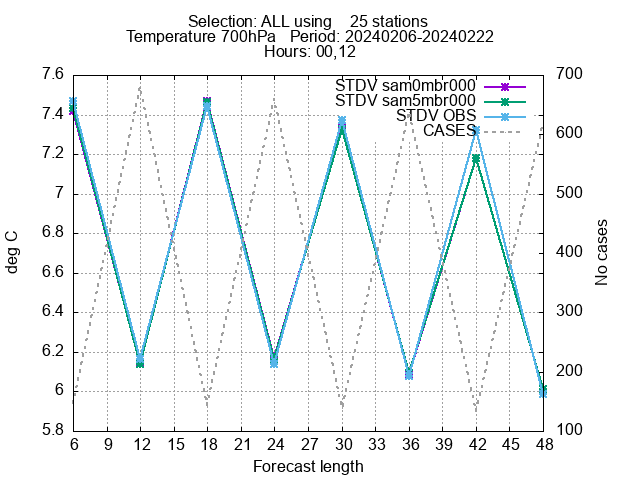 Selection: ALL using    25 stations
Temperature 700hPa   Period: 20240206-20240222
Hours: 00,12
STDV sam0mbr000
STDV sam5mbr000
STDV OBS
CASES
deg C
7.6
7.4
7.2
7
6.8
6.6
6.4
6.2
6
5.8
700
600
500
400
300
200
100
No cases
6 9 12 15 18 21 24 27 30 33 36 39 42 45 48
Forecast length